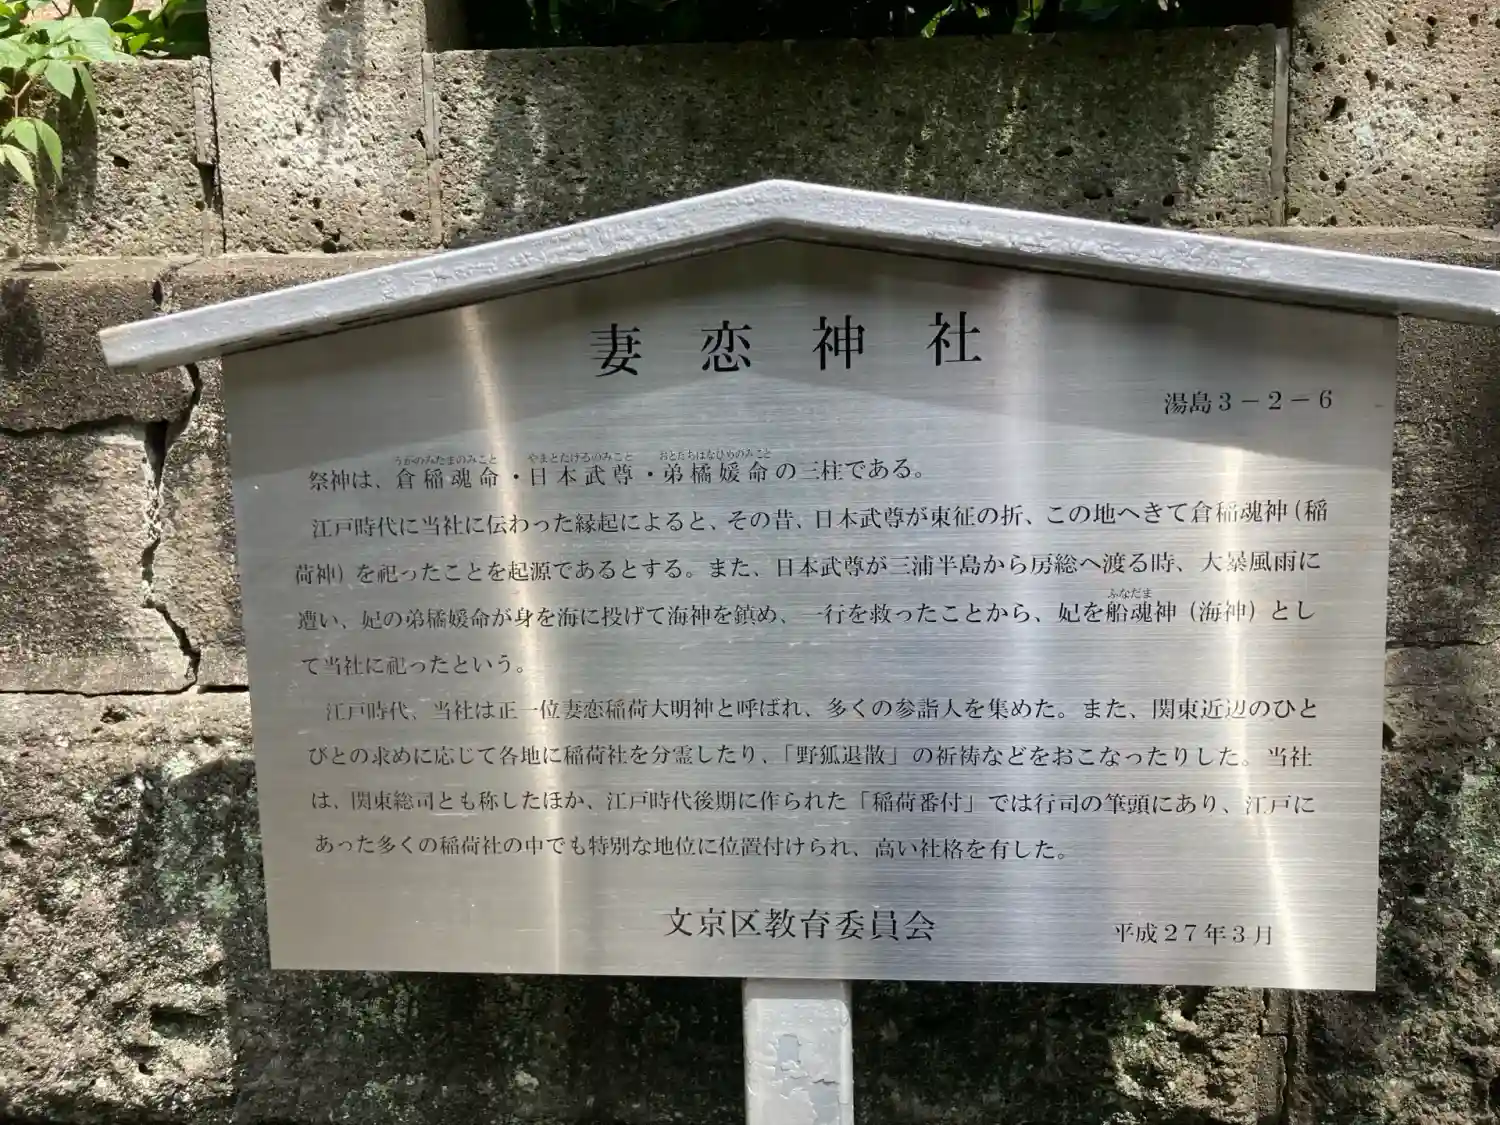 妻恋神社
湯島3－2－6
うかのみたまのみこと やまとたけるのみこと おとたちばなひめのみこと
祭神は、倉稲魂命・日本武尊・弟橘媛命の三柱である。
江戸時代に当社に伝わった縁起によると、その昔、日本武尊が東征の折、この地へきて倉稲魂神（稲
荷神）を祀ったことを起源であるとする。また、日本武尊が三浦半島から房総へ渡る時、大暴風雨に
ふなだま
遭い、妃の弟橘媛命が身を海に投げて海神を鎮め、一行を救ったことから、妃を船魂神（海神）とし
て当社に祀ったという。
江戸時代、当社は正一位妻恋稲荷大明神と呼ばれ、多くの参詣人を集めた。また、関東近辺のひと
びとの求めに応じて各地に稲荷社を分霊したり、「野狐退散」の祈祷などをおこなったりした。当社
は、関東総司とも称したほか、江戸時代後期に作られた「稲荷番付」では行司の筆頭にあり、江戸に
あった多くの稲荷社の中でも特別な地位に位置付けられ、高い社格を有した。
文京区教育委員会
平成27年3月